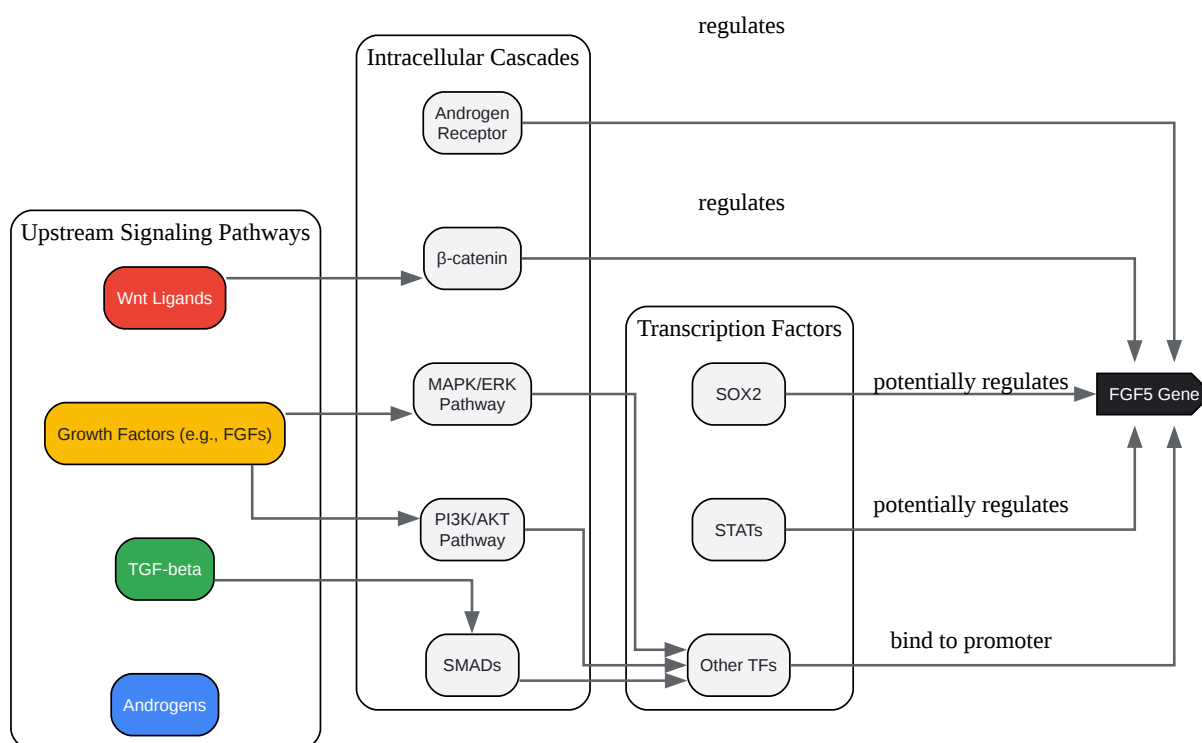 regulates
Intracellular Cascades
Androgen
Receptor
regulates
Upstream Signaling Pathways
β-catenin
Wnt Ligands
Transcription Factors
MAPK/ERK
Pathway
SOX2
potentially regulates
FGF5 Gene
Growth Factors (e.g., FGFs)
PI3K/AKT
Pathway
STATs
potentially regulates
TGF-beta
SMADs
Other TFs
bind to promoter
Androgens